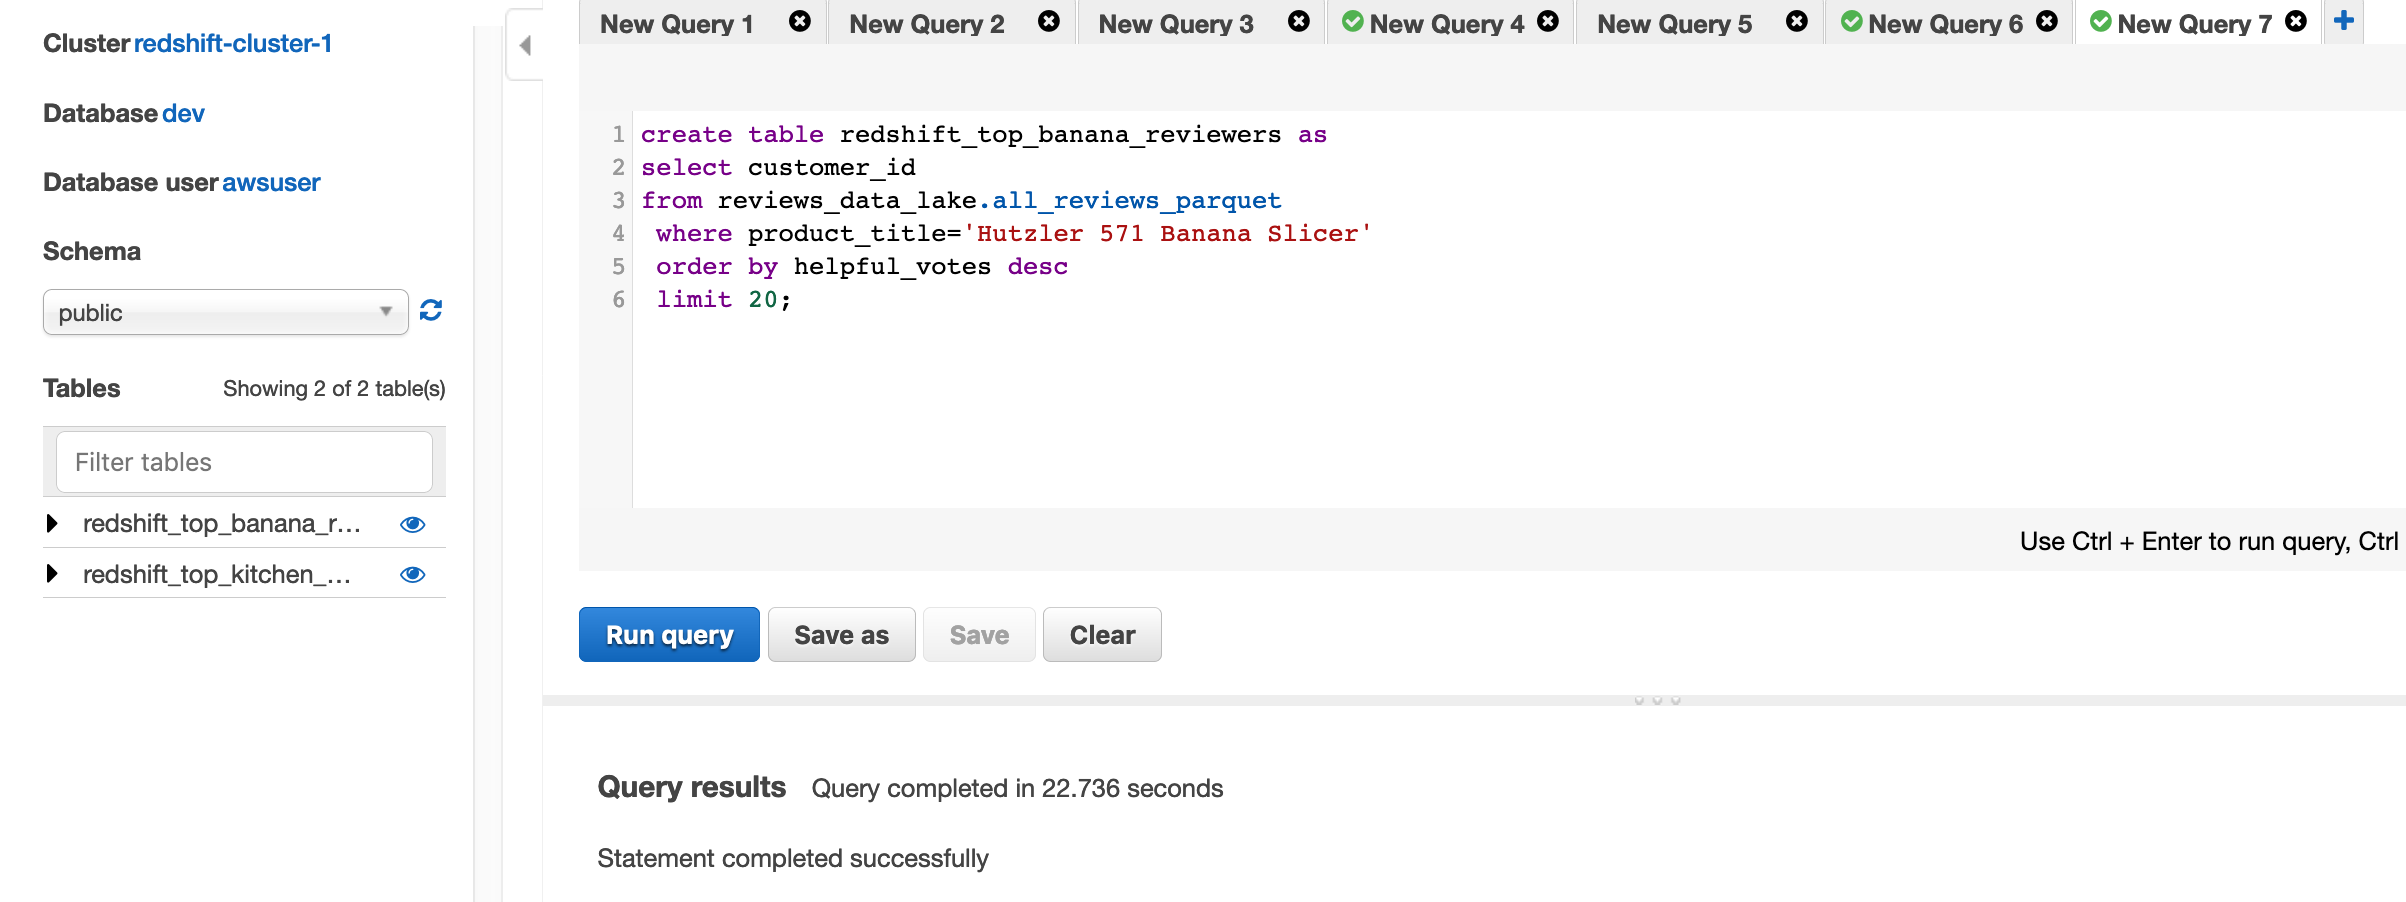 Cluster redshift-cluster-1
Database dev
Database user awsuser
Schema
public
Tables Showing 2 of 2 table(s)
Filter tables
redshift_top_banana_r...
redshift_top_kitchen_...
New Query 1 New Query 2 New Query 3 New Query 4 New Query 5 New Query 6 New Query 7
1 create table redshift_top_banana_reviewers as
2 select customer_id
3 from reviews_data_lake.all_reviews_parquet
4 where product_title='Hutzler 571 Banana Slicer'
5 order by helpful_votes desc
6 limit 20;
Use Ctrl + Enter to run query, Ctrl
Run query Save as Save Clear
Query results Query completed in 22.736 seconds
Statement completed successfully